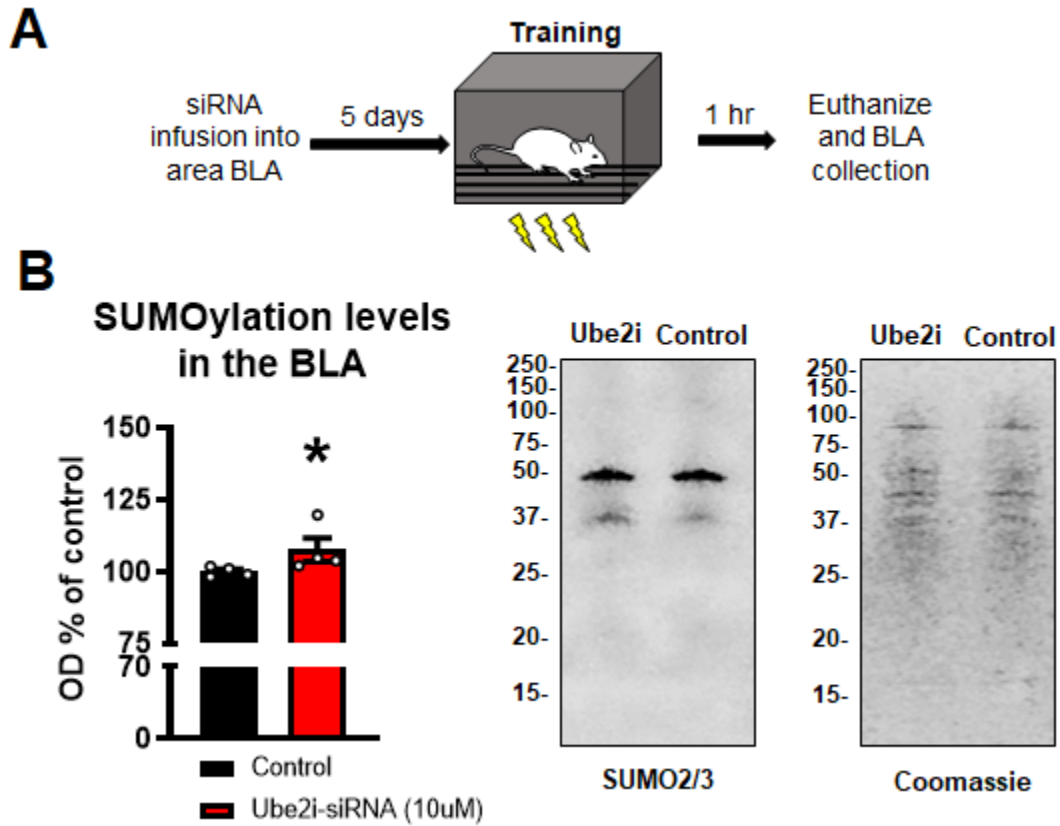 A
Training
siRNA
infusion into
area BLA
5 days
1 hr
Euthanize
and BLA
collection
B
SUMOylation levels
in the BLA
OD % of control
150
125
100
75
70
0
*
Control
Ube2i-siRNA (10uM)
Ube2i Control
250-
150-
100-
75-
50-
37-
25-
20-
15-
SUMO2/3
Ube2i Control
250-
150-
100-
75-
50-
37-
25-
20-
15-
Coomassie